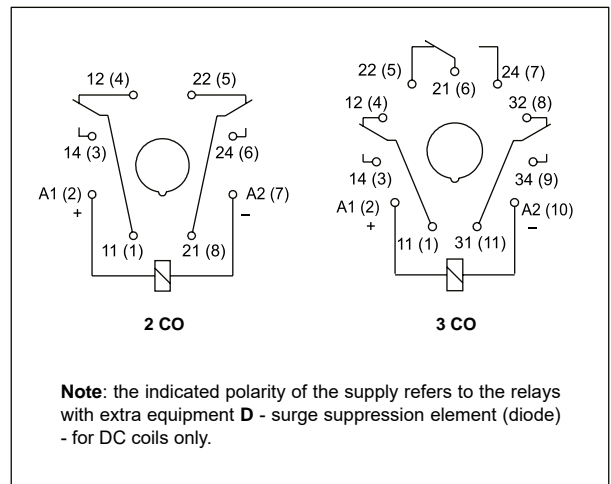 12 (4) 22 (5)
14 (3) 24 (6)
A1 (2) A2 (7)
+ –
11 (1) 21 (8)
2 CO
22 (5) 21 (6) 24 (7)
12 (4) 32 (8)
14 (3) 34 (9)
A1 (2) A2 (10)
+ –
11 (1) 31 (11)
3 CO
Note: the indicated polarity of the supply refers to the relays
with extra equipment D - surge suppression element (diode)
- for DC coils only.